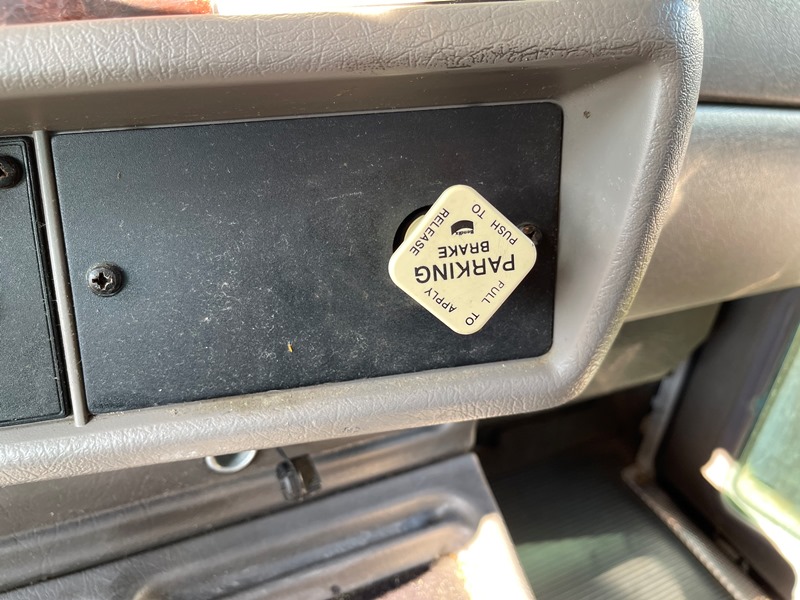 PULL TO APPLY
PARKING
BRAKE
PUSH TO RELEASE